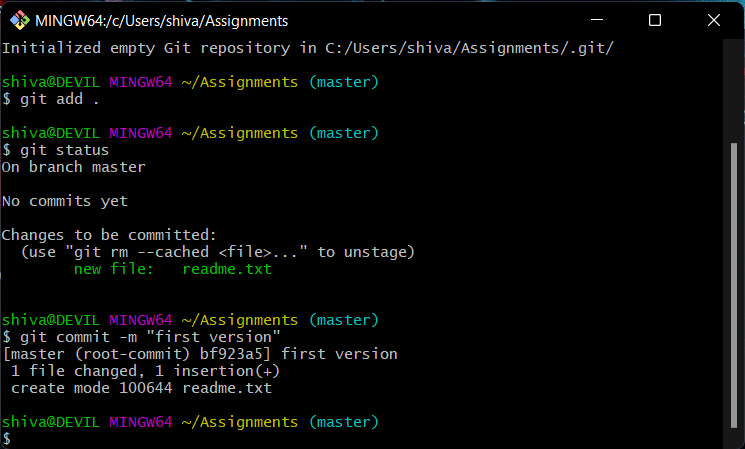 MINGW64:/c/Users/shiva/Assignments
Initialized empty Git repository in C:/Users/shiva/Assignments/.git/
shiva@DEVIL MINGW64 ~/Assignments (master)
$ git add .
shiva@DEVIL MINGW64 ~/Assignments (master)
$ git status
On branch master
No commits yet
Changes to be committed:
  (use "git rm --cached <file>..." to unstage)
        new file:   readme.txt
shiva@DEVIL MINGW64 ~/Assignments (master)
$ git commit -m "first version"
[master (root-commit) bf923a5] first version
 1 file changed, 1 insertion(+)
 create mode 100644 readme.txt
shiva@DEVIL MINGW64 ~/Assignments (master)
$